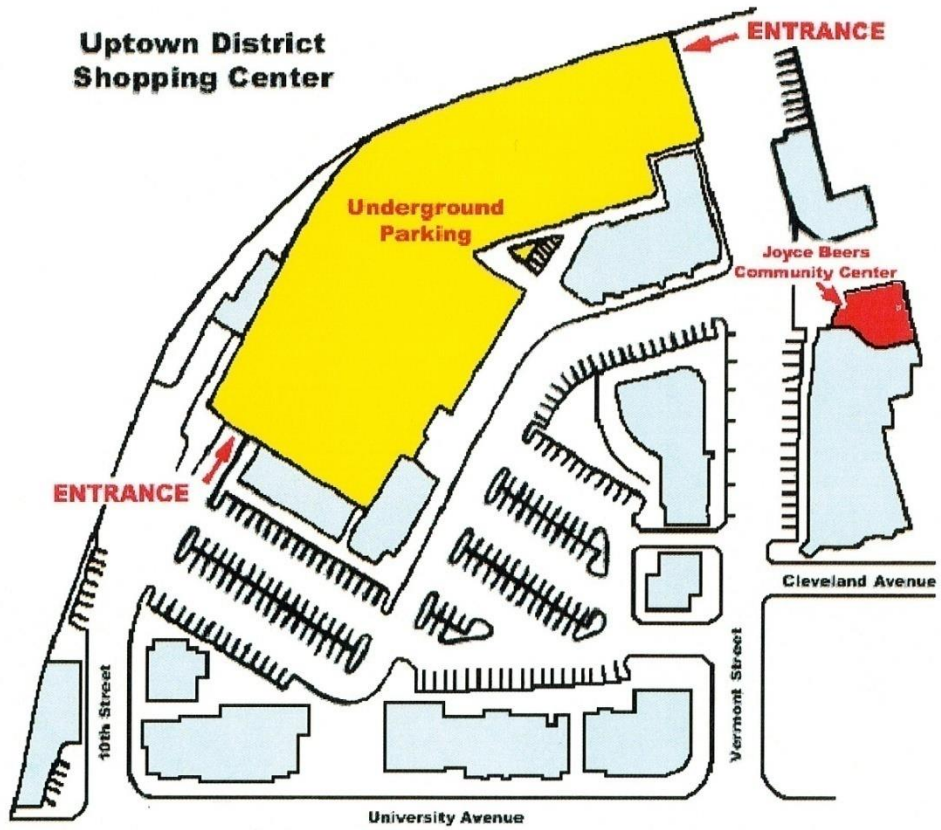 Uptown District
Shopping Center
ENTRANCE
Underground
Parking
Joyce Beers
Community Center
ENTRANCE
Cleveland Avenue
10th Street
Vermont Street
University Avenue